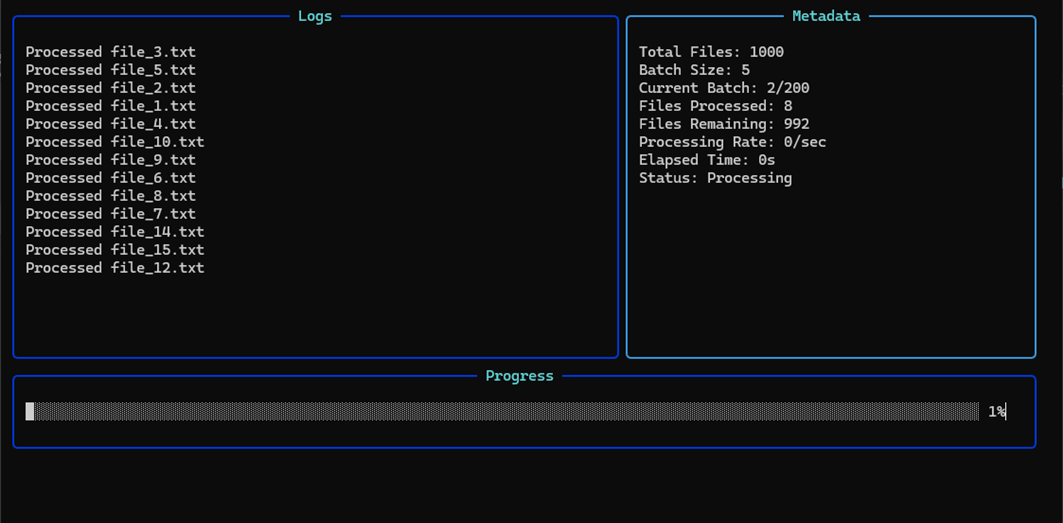 Logs
Processed file_3.txt
Processed file_5.txt
Processed file_2.txt
Processed file_1.txt
Processed file_4.txt
Processed file_10.txt
Processed file_9.txt
Processed file_6.txt
Processed file_8.txt
Processed file_7.txt
Processed file_14.txt
Processed file_15.txt
Processed file_12.txt
Metadata
Total Files: 1000
Batch Size: 5
Current Batch: 2/200
Files Processed: 8
Files Remaining: 992
Processing Rate: 0/sec
Elapsed Time: 0s
Status: Processing
Progress
1%